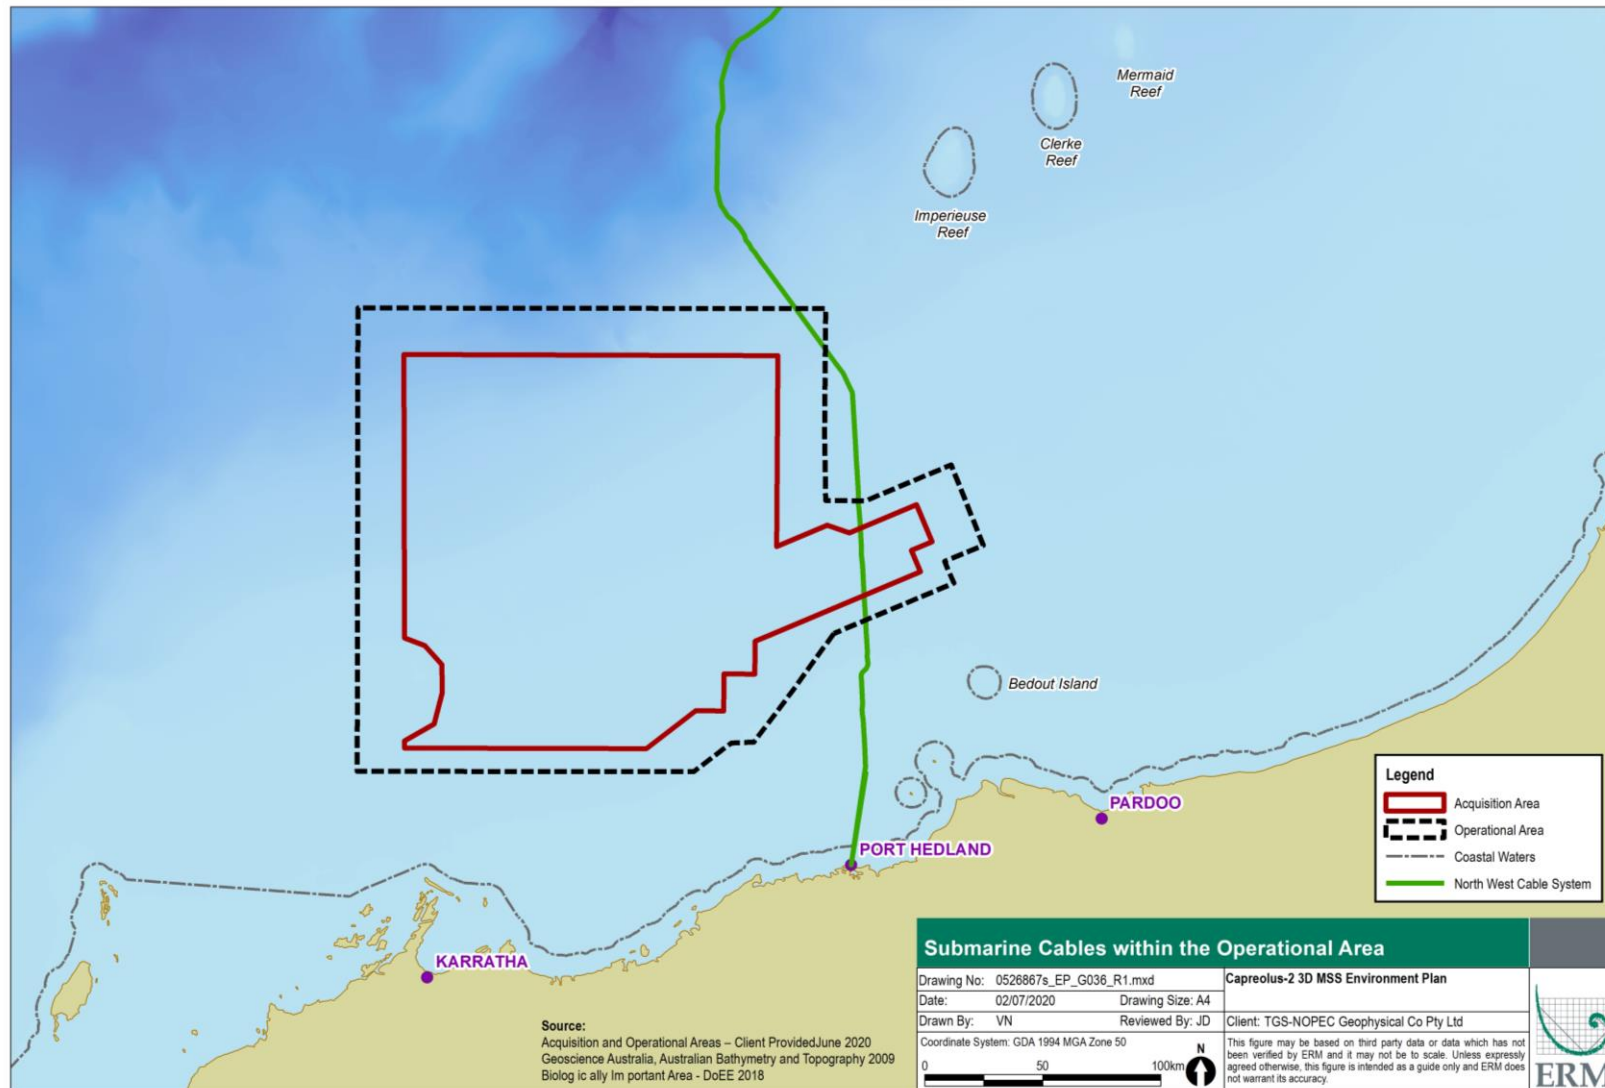 Mermaid
Reef
Clerke
Reef
Imperieuse
Reef
Bedout Island
PARDOO
PORT HEDLAND
KARRATHA
Legend
Acquisition Area
Operational Area
Coastal Waters
North West Cable System
Source:
Acquisition and Operational Areas – Client ProvidedJune 2020
Geoscience Australia, Australian Bathymetry and Topography 2009
Biolog ic ally Im portant Area - DoEE 2018
Submarine Cables within the Operational Area
Drawing No: 0526867s_EP_G036_R1.mxd
Capreolus-2 3D MSS Environment Plan
Date: 02/07/2020 Drawing Size: A4
Drawn By: VN Reviewed By: JD
Client: TGS-NOPEC Geophysical Co Pty Ltd
Coordinate System: GDA 1994 MGA Zone 50
0 50 100km
N
This figure may be based on third party data or data which has not
been verified by ERM and it may not be to scale. Unless expressly
agreed otherwise, this figure is intended as a guide only and ERM does
not warrant its accuracy.
ERM